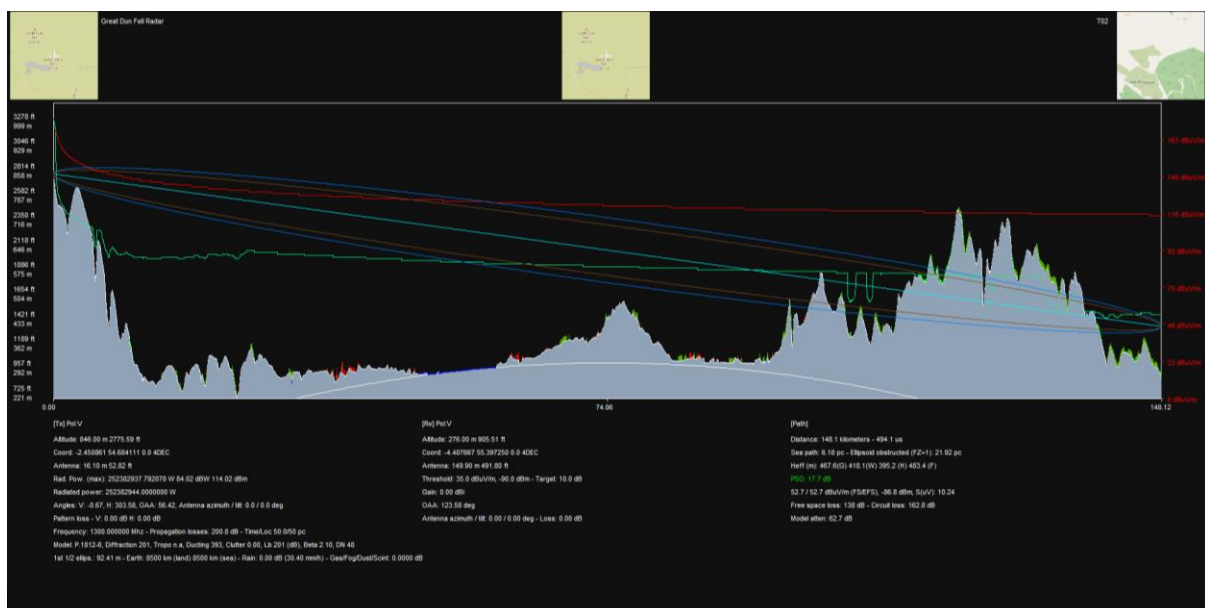 Great Dun Fell Radar
T02
3278 ft
999 m
3046 ft
929 m
2814 ft
858 m
2582 ft
787 m
2350 ft
716 m
2118 ft
646 m
1886 ft
575 m
1654 ft
504 m
1421 ft
433 m
1189 ft
362 m
957 ft
292 m
725 ft
221 m
0.00
74.06
148.12
[Tx] Pol:V
Altitude: 846.00 m 2775.59 ft
Coord: -2.450861 54.684111 0.0 4DEC
Antenna: 16.10 m 52.82 ft
Rad. Pow. (max): 252382937.792078 W 84.02 dBW 114.02 dBm
Radiated power: 252382944.0000000 W
Angles: V: -0.67, H: 303.58, OAA: 56.42, Antenna azimuth / tilt: 0.0 / 0.0 deg
Pattern loss - V: 0.00 dB H: 0.00 dB
Frequency: 1300.000000 Mhz - Propagation losses: 200.8 dB - Time/Loc 50.0/50 pc
Model: P.1812-6, Diffraction 201, Tropo n.a, Ducting 393, Clutter 0.00, Lb 201 (dB), Beta 2.10, DN 48
1st 1/2 ellips.: 92.41 m - Earth: 8500 km (land) 8500 km (sea) - Rain: 0.00 dB (38.40 mm/h) - Gas/Fog/Dust/Scint: 0.0000 dB
[Rx] Pol:V
Altitude: 276.00 m 905.51 ft
Coord: -4.407667 55.397250 0.0 4DEC
Antenna: 149.90 m 491.80 ft
Threshold: 35.0 dBuV/m, -90.0 dBm - Target: 10.0 dB
Gain: 0.00 dBi
OAA: 123.58 deg
Antenna azimuth / tilt: 0.00 / 0.00 deg - Loss: 0.00 dB
[Path]
Distance: 148.1 kilometers - 494.1 us
Sea path: 6.18 pc - Ellipsoid obstructed (FZ=1): 21.92 pc
Heff (m): 467.6(G) 418.1(W) 395.2 (H) 483.4 (F)
PSO: 17.7 dB
52.7 / 52.7 dBuV/m (FS/EFS), -86.8 dBm, S(uV): 10.24
Free space loss: 138 dB - Circuit loss: 162.8 dB
Model atten: 62.7 dB